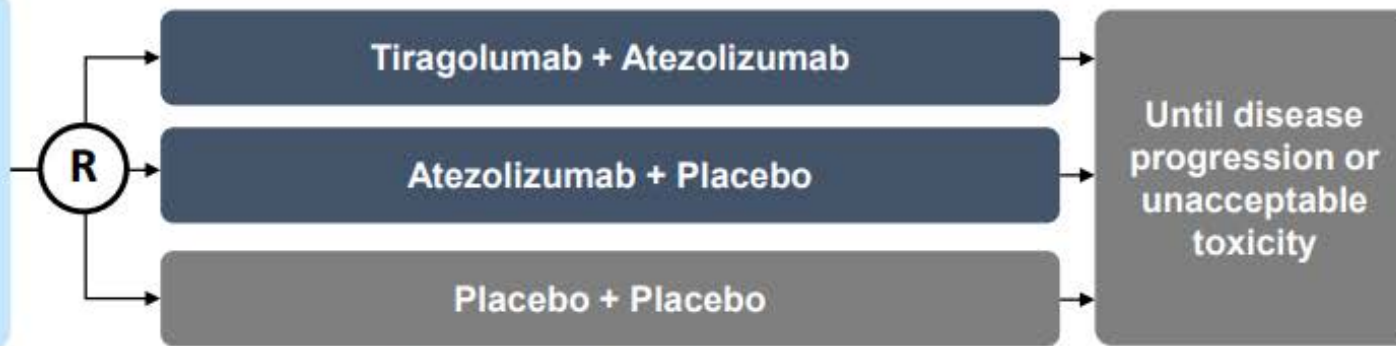 Tiragolumab + Atezolizumab
R
Atezolizumab + Placebo
Placebo + Placebo
Until disease
progression or
unacceptable
toxicity